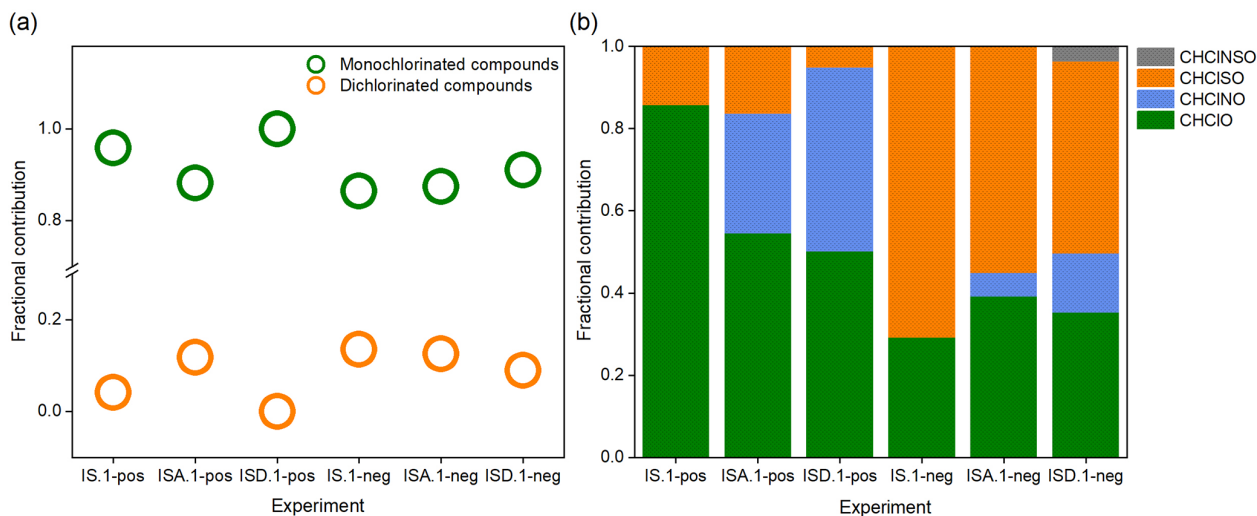 (a)
Monochlorinated compounds
Dichlorinated compounds
Fractional contribution
1.0
0.8
0.2
0.0
IS.1-pos ISA.1-pos ISD.1-pos IS.1-neg ISA.1-neg ISD.1-neg
Experiment
(b)
Fractional contribution
1.0
0.8
0.6
0.4
0.2
0.0
IS.1-pos ISA.1-pos ISD.1-pos IS.1-neg ISA.1-neg ISD.1-neg
Experiment
CHClNSO
CHClSO
CHClNO
CHClO